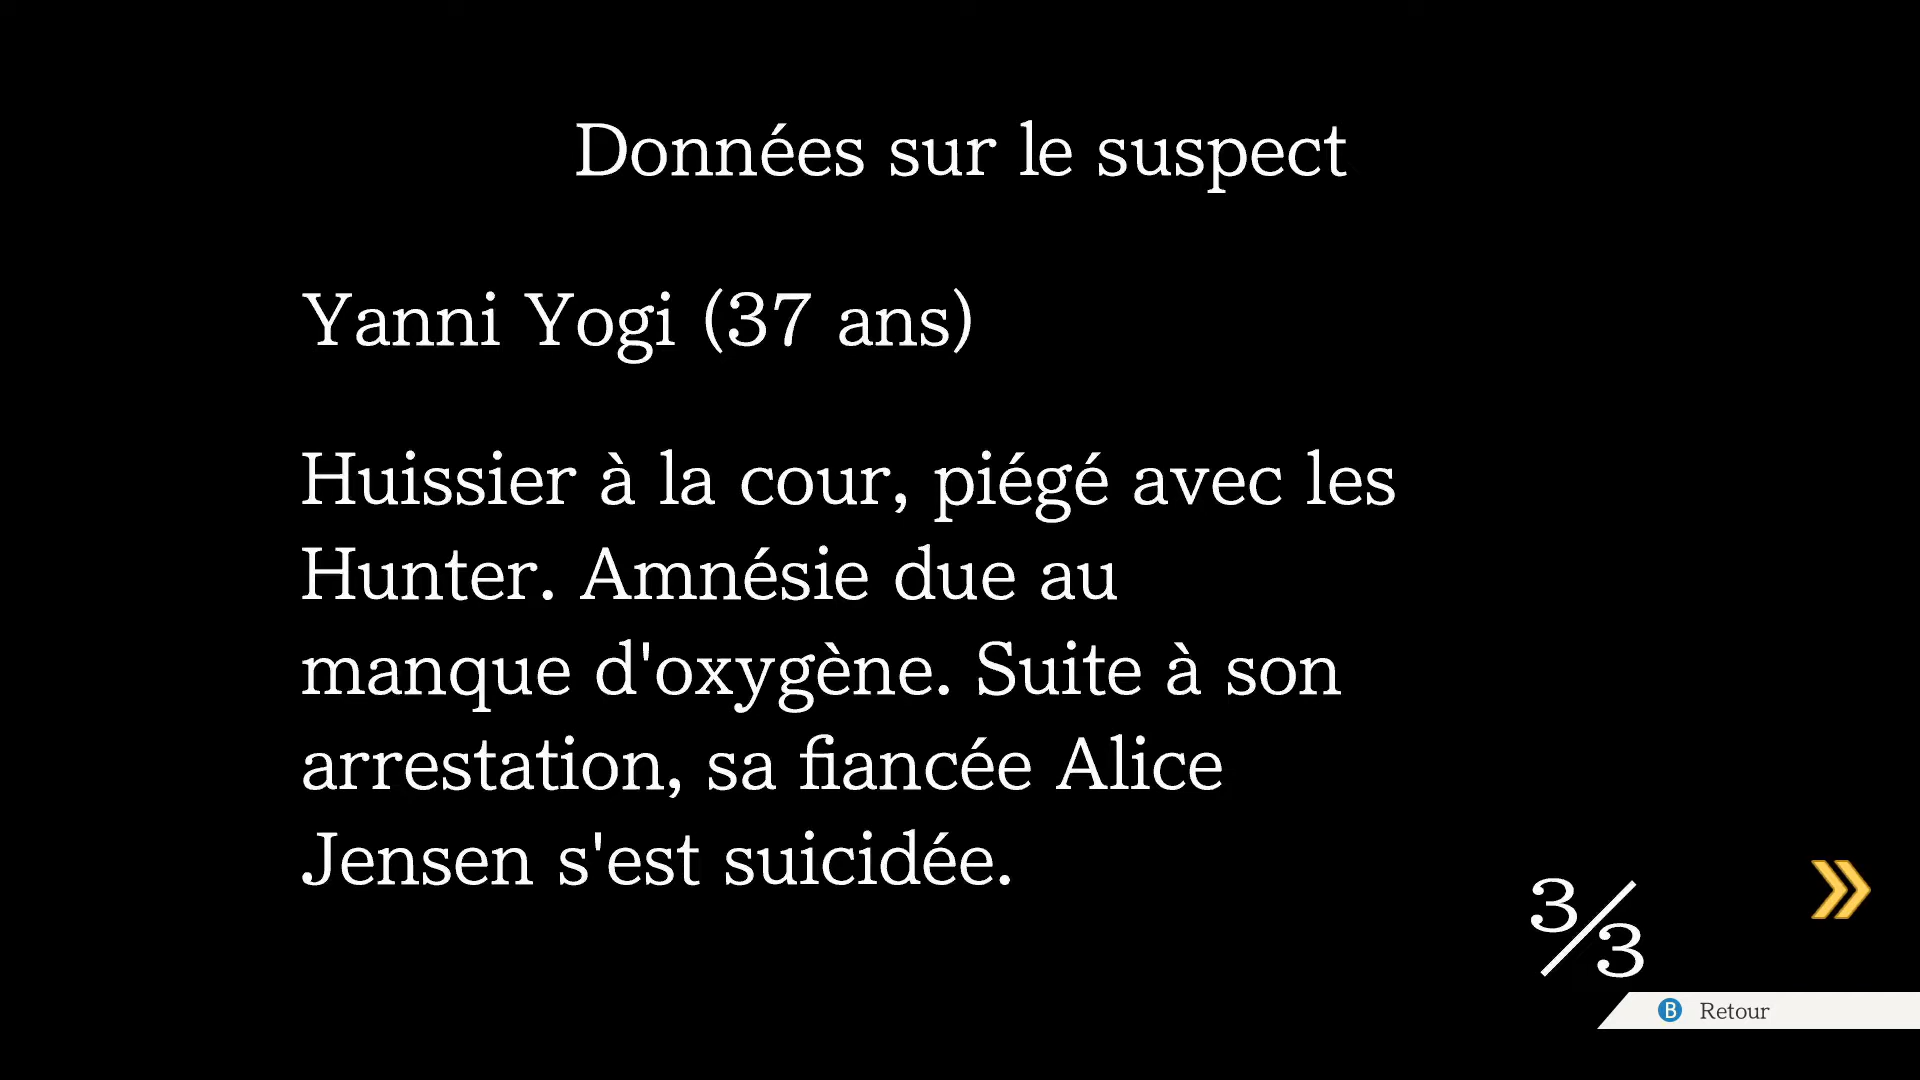 Données sur le suspect
Yanni Yogi (37 ans)
Huissier à la cour, piégé avec les
Hunter. Amnésie due au
manque d'oxygène. Suite à son
arrestation, sa fiancée Alice
Jensen s'est suicidée.
3/3
B Retour